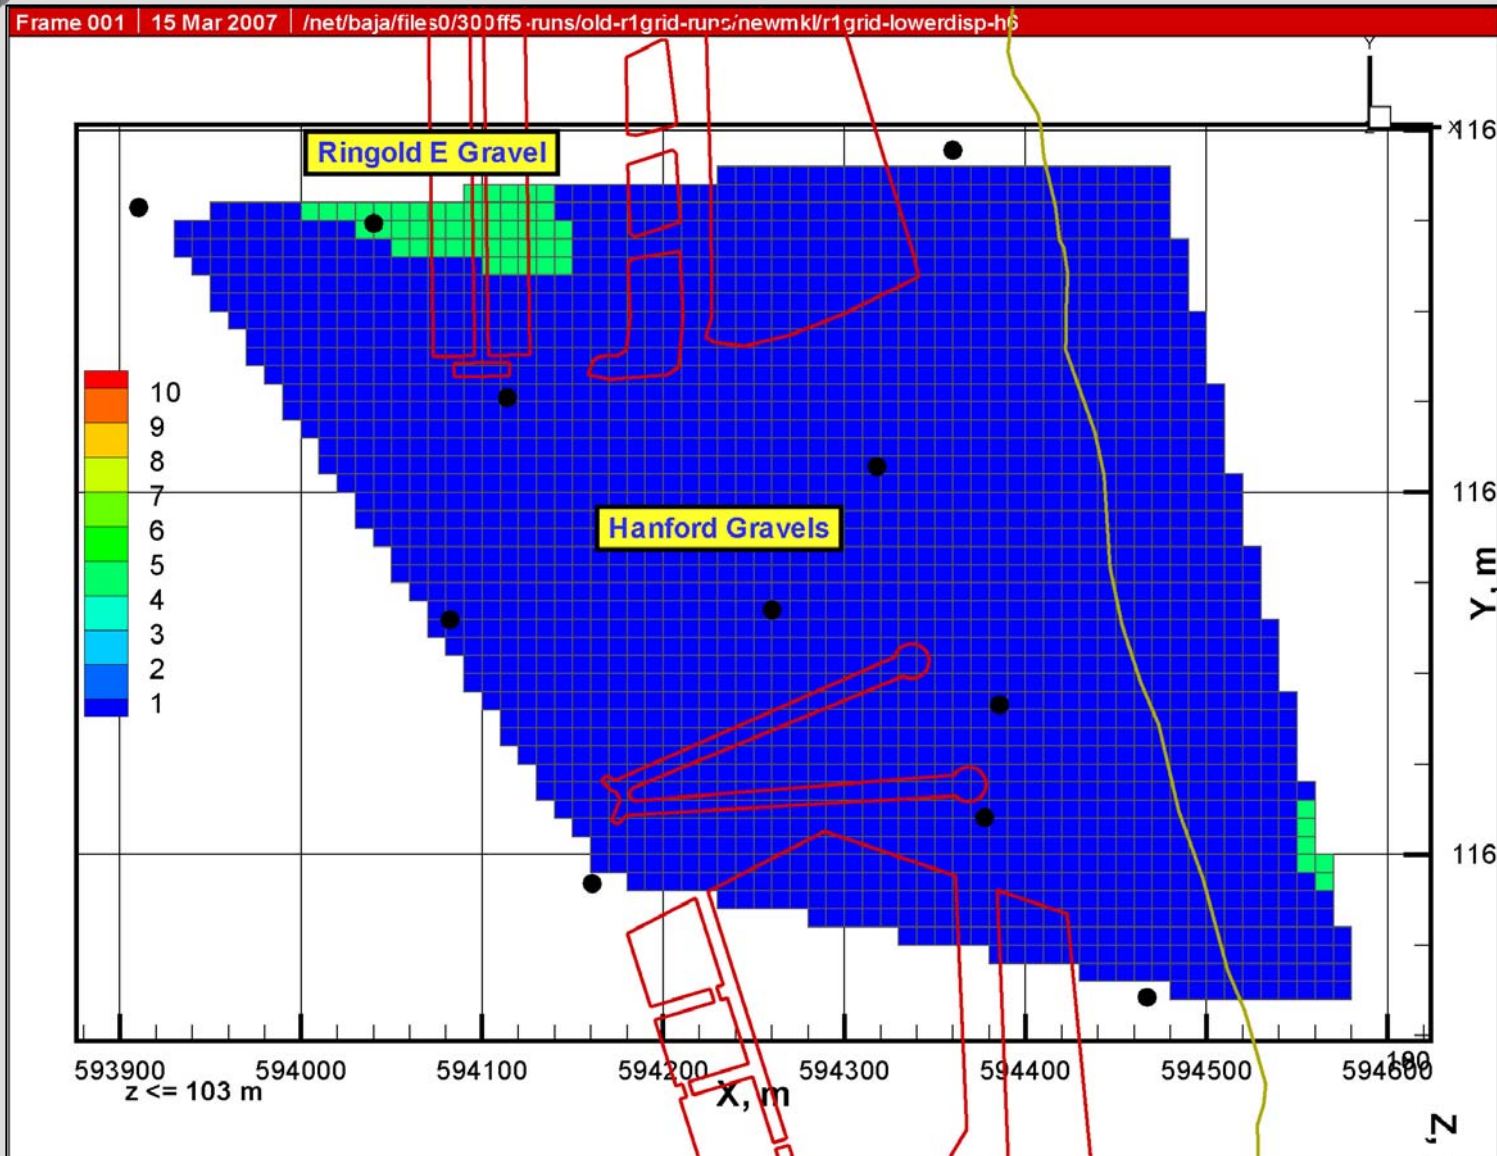 Frame 001 | 15 Mar 2007 | /net/baja/files0/300ff5-runs/old-r1grid-runs/newmkl/r1grid-lowerdisp-h6
Y
X
116
Ringold E Gravel
10
9
8
7
6
5
4
3
2
1
116
Hanford Gravels
Y, m
116
593900 594000 594100 594200 594300 594400 594500 594600
100
z <= 103 m
X, m
Z,